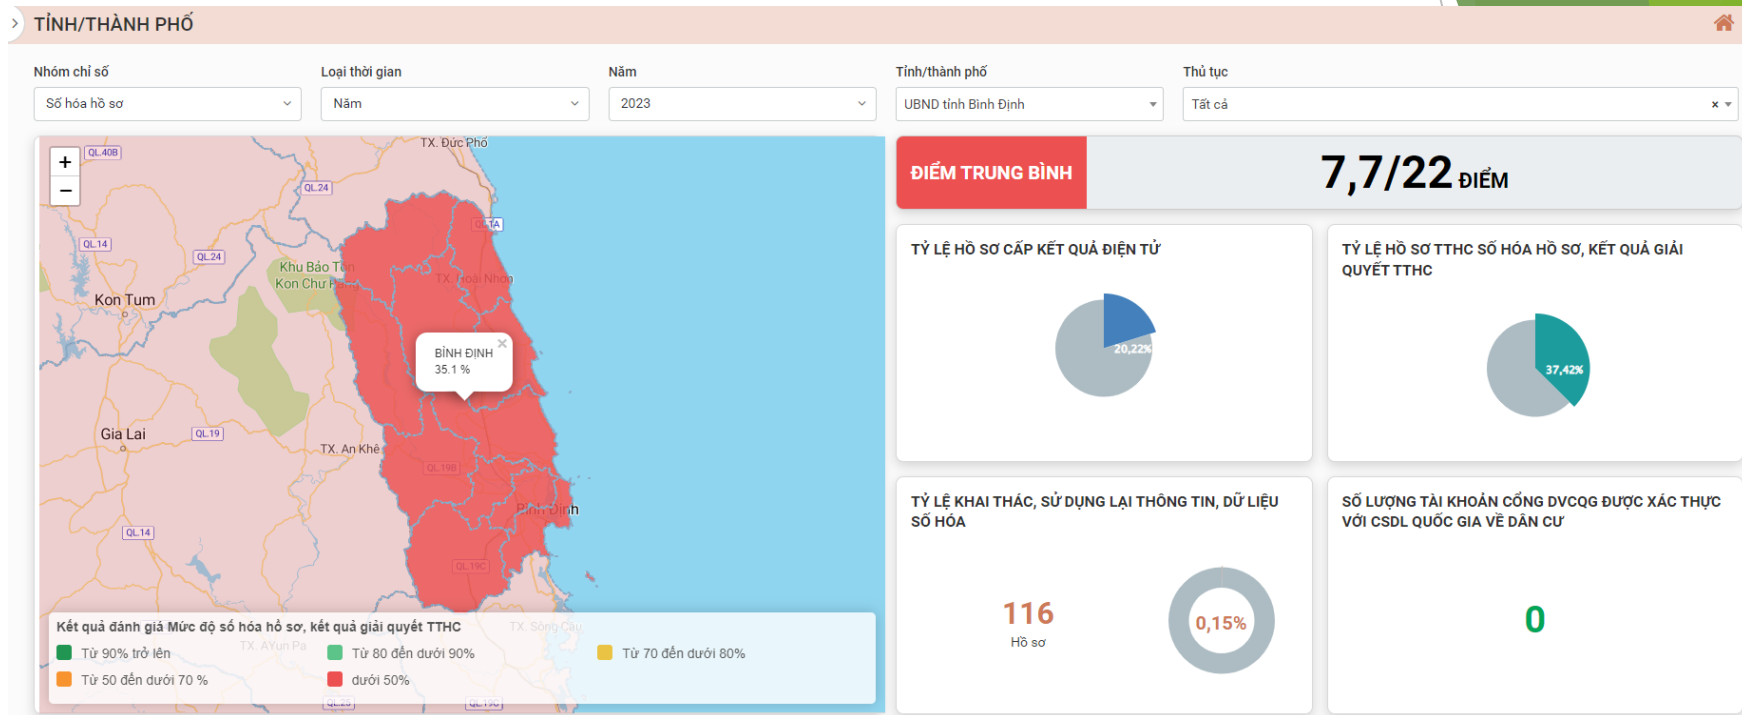 TỈNH/THÀNH PHỐ
Nhóm chỉ số
Loại thời gian
Năm
Tỉnh/thành phố
Thủ tục
Số hóa hồ sơ
Năm
2023
UBND tỉnh Bình Định
Tất cả
×
+
−
QL.40B
TX. Đức Phổ
QL.24
QL.1A
QL.14
QL.24
Khu Bảo Tồn
Kon Chư Răng
TX. Hoài Nhơn
Kon Tum
BÌNH ĐỊNH
35.1 %
×
Gia Lai
QL.19
TX. An Khê
QL.19B
Bình Định
QL.14
QL.19C
Kết quả đánh giá Mức độ số hóa hồ sơ, kết quả giải quyết TTHC
TX. Sông Cầu
TX. AYun Pa
Từ 90% trở lên
Từ 80 đến dưới 90%
Từ 70 đến dưới 80%
Từ 50 đến dưới 70 %
dưới 50%
QL.25
QL.19C
ĐIỂM TRUNG BÌNH
7,7/22 ĐIỂM
TỶ LỆ HỒ SƠ CẤP KẾT QUẢ ĐIỆN TỬ
20,22%
TỶ LỆ HỒ SƠ TTHC SỐ HÓA HỒ SƠ, KẾT QUẢ GIẢI
QUYẾT TTHC
37,42%
TỶ LỆ KHAI THÁC, SỬ DỤNG LẠI THÔNG TIN, DỮ LIỆU
SỐ HÓA
116
Hồ sơ
0,15%
SỐ LƯỢNG TÀI KHOẢN CỔNG DVCQG ĐƯỢC XÁC THỰC
VỚI CSDL QUỐC GIA VỀ DÂN CƯ
0